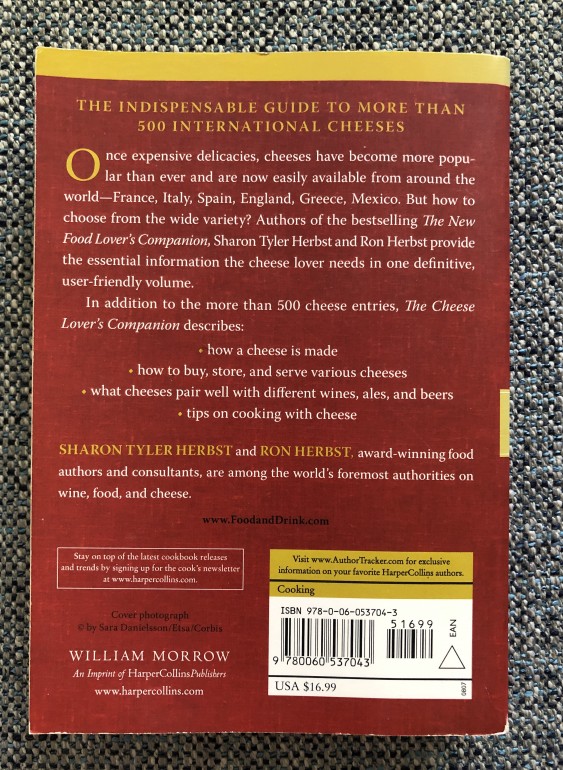 THE INDISPENSABLE GUIDE TO MORE THAN
500 INTERNATIONAL CHEESES
Once expensive delicacies, cheeses have become more popu-
lar than ever and are now easily available from around the
world—France, Italy, Spain, England, Greece, Mexico. But how to
choose from the wide variety? Authors of the bestselling The New
Food Lover's Companion, Sharon Tyler Herbst and Ron Herbst provide
the essential information the cheese lover needs in one definitive,
user-friendly volume.
In addition to the more than 500 cheese entries, The Cheese
Lover's Companion describes:
• how a cheese is made
• how to buy, store, and serve various cheeses
• what cheeses pair well with different wines, ales, and beers
• tips on cooking with cheese
SHARON TYLER HERBST and RON HERBST, award-winning food
authors and consultants, are among the world's foremost authorities on
wine, food, and cheese.
www.FoodandDrink.com
Stay on top of the latest cookbook releases
and trends by signing up for the cook's newsletter
at www.harpercollins.com.
Cover photograph
© by Sara Danielsson/Etsa/Corbis
WILLIAM MORROW
An Imprint of HarperCollinsPublishers
www.harpercollins.com
Visit www.AuthorTracker.com for exclusive
information on your favorite HarperCollins authors.
Cooking
ISBN 978-0-06-053704-3
51699
EAN
9 780060 537043
USA $16.99
0807